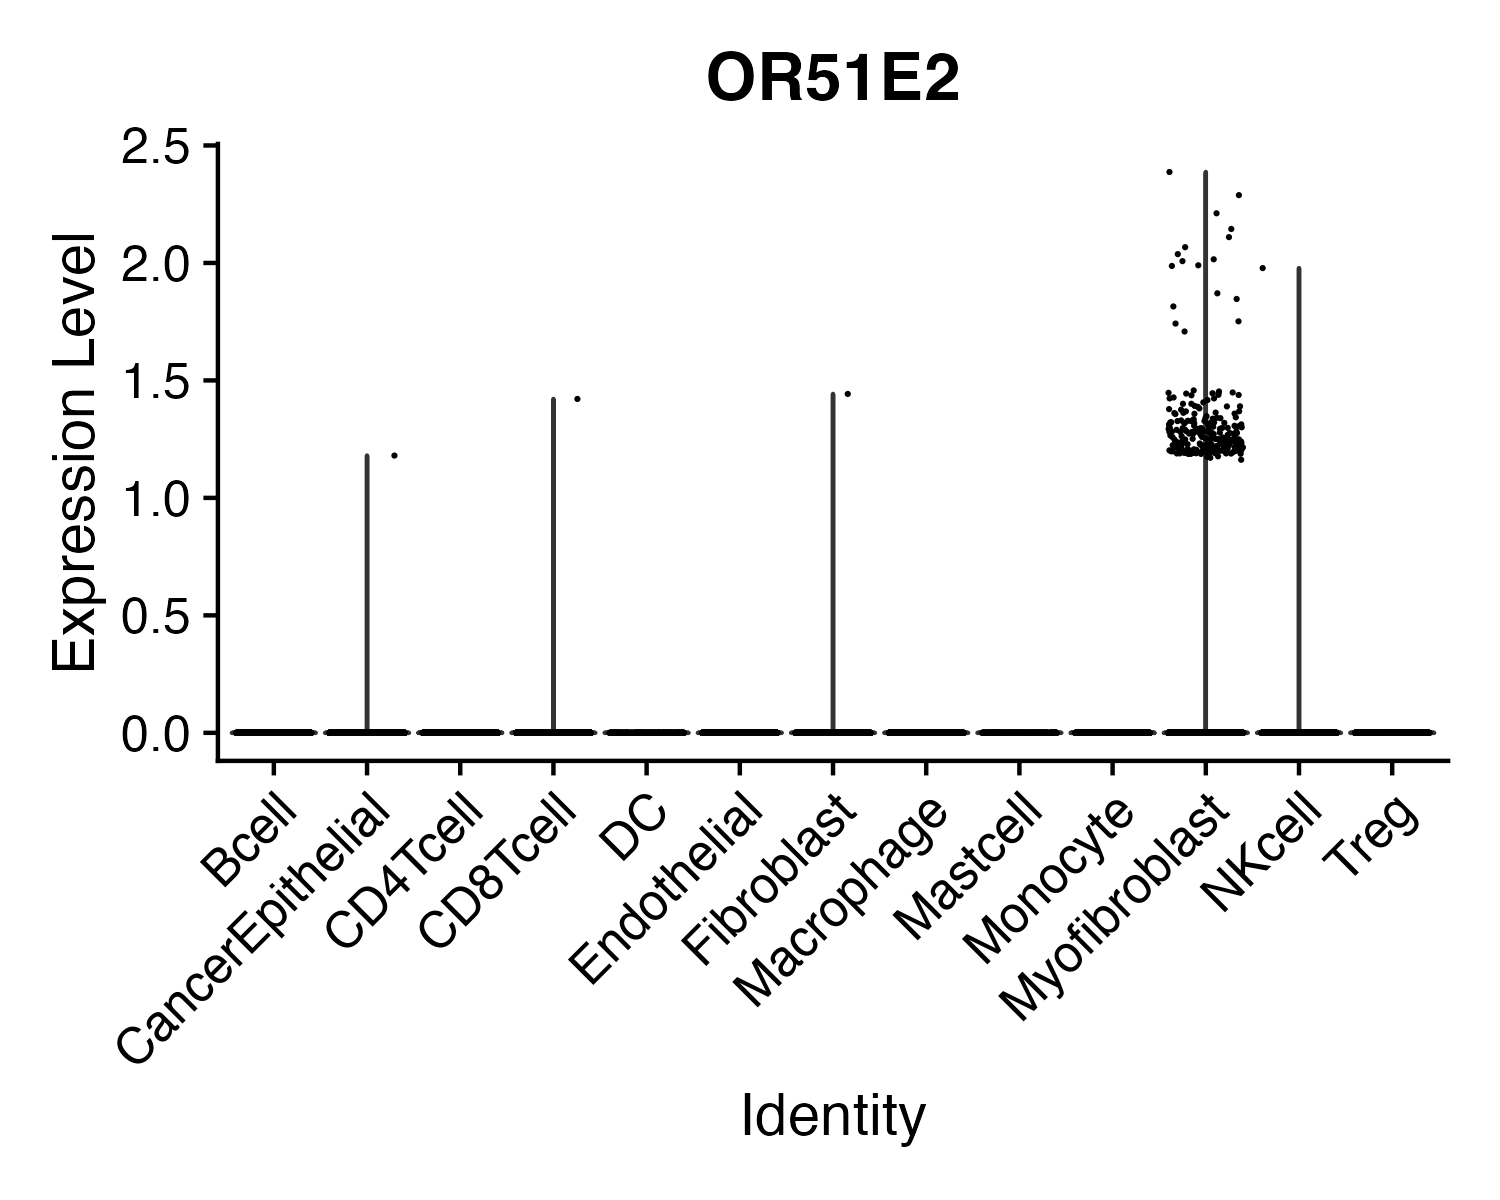 OR51E2
Expression Level
2.5
2.0
1.5
1.0
0.5
0.0
Bcell
CancerEpithelial
CD4Tcell
CD8Tcell
DC
Endothelial
Fibroblast
Macrophage
Mastcell
Monocyte
Myofibroblast
NKcell
Treg
Identity